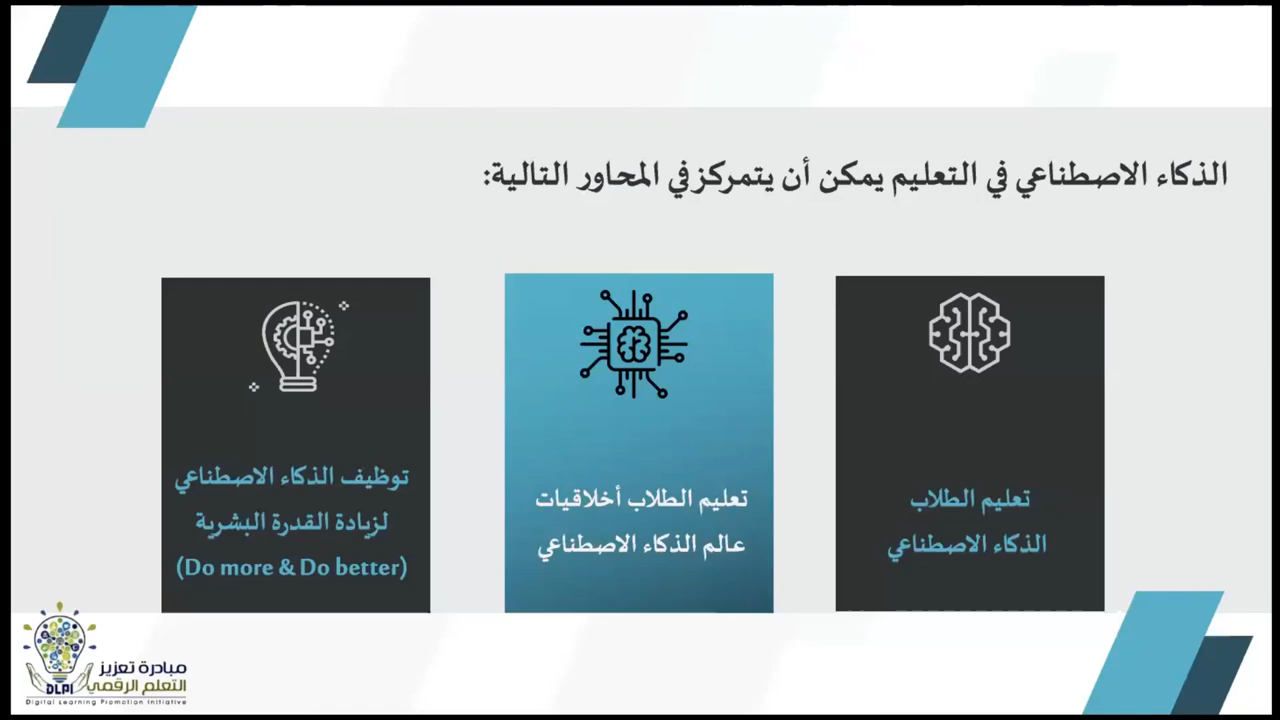 الذكاء الاصطناعي في التعليم يمكن أن يتمركز في المحاور التالية:
تعليم الطلاب
الذكاء الاصطناعي
تعليم الطلاب أخلاقيات
عالم الذكاء الاصطناعي
توظيف الذكاء الاصطناعي
لزيادة القدرة البشرية
(Do more & Do better)
مبادرة تعزيز
التعلم الرقمي
DLPI
Digital Learning Promotion Initiative